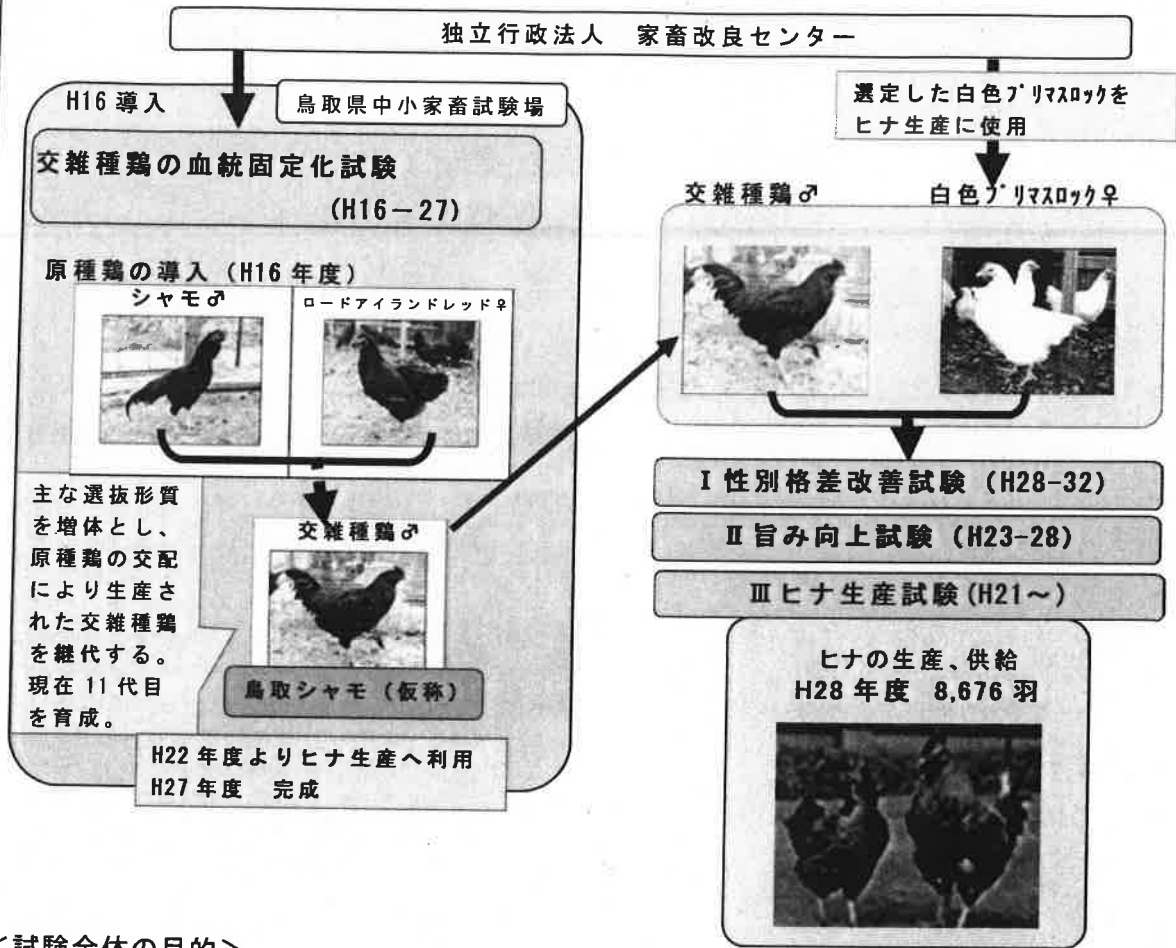 独立行政法人 家畜改良センター
H16 導入
鳥取県中小家畜試験場
交雑種鶏の血統固定化試験
(H16-27)
原種鶏の導入(H16 年度)
シャモ♂
ロードアイランドレッド♀
主な選抜形質
を増体とし、
原種鶏の交配
により生産さ
れた交雑種鶏
を継代する。
現在 11 代目
を育成。
交雑種鶏♂
鳥取シャモ(仮称)
H22 年度よりヒナ生産へ利用
H27 年度 完成
選定した白色プリマスロックを
ヒナ生産に使用
交雑種鶏♂
白色プリマスロック♀
Ⅰ 性別格差改善試験 (H28-32)
Ⅱ 旨み向上試験 (H23-28)
Ⅲ ヒナ生産試験(H21~)
ヒナの生産、供給
H28 年度 8,676 羽
<試験全体の目的>